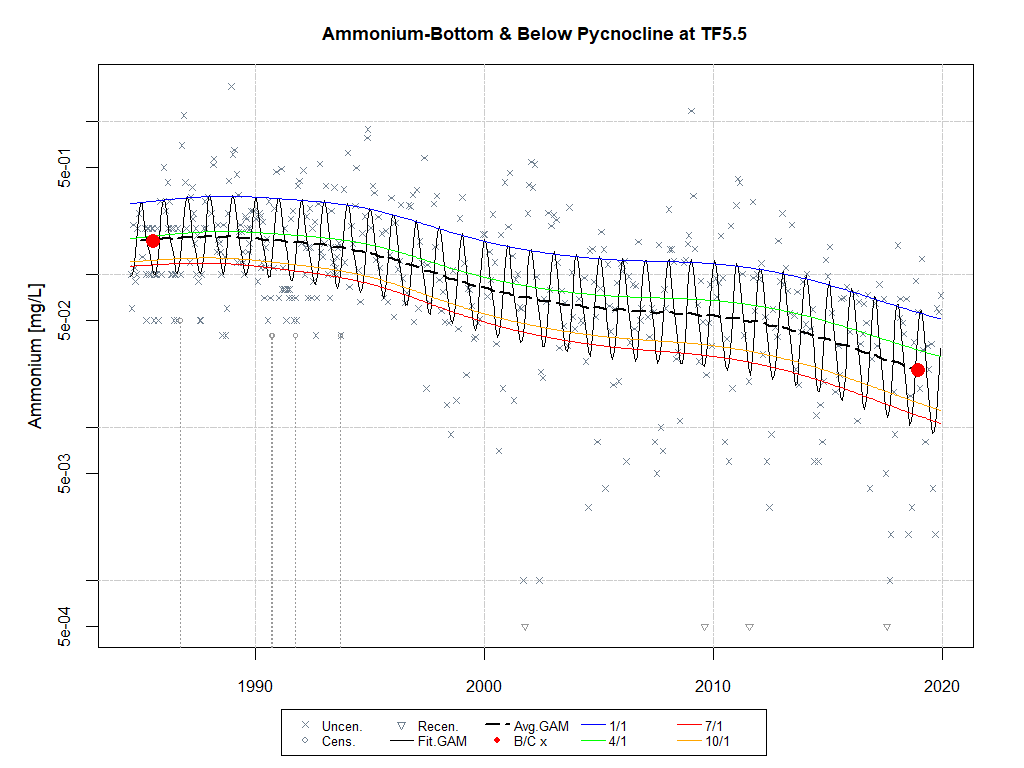 Ammonium-Bottom & Below Pycnocline at TF5.5
Ammonium [mg/L]
5e-01
5e-02
5e-03
5e-04
1990 2000 2010 2020
Uncen. Recen. Avg.GAM 1/1 7/1
Cens. Fit.GAM B/C x 4/1 10/1